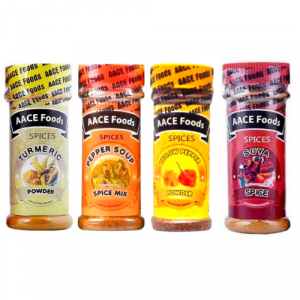 AACE Foods
SPICES
TURMERIC
POWDER
AACE Foods
SPICES
PEPPER SOUP
SPICE MIX
AACE Foods
SPICES
YELLOW PEPPER
POWDER
AACE Foods
SPICES
SUYA
SPICE